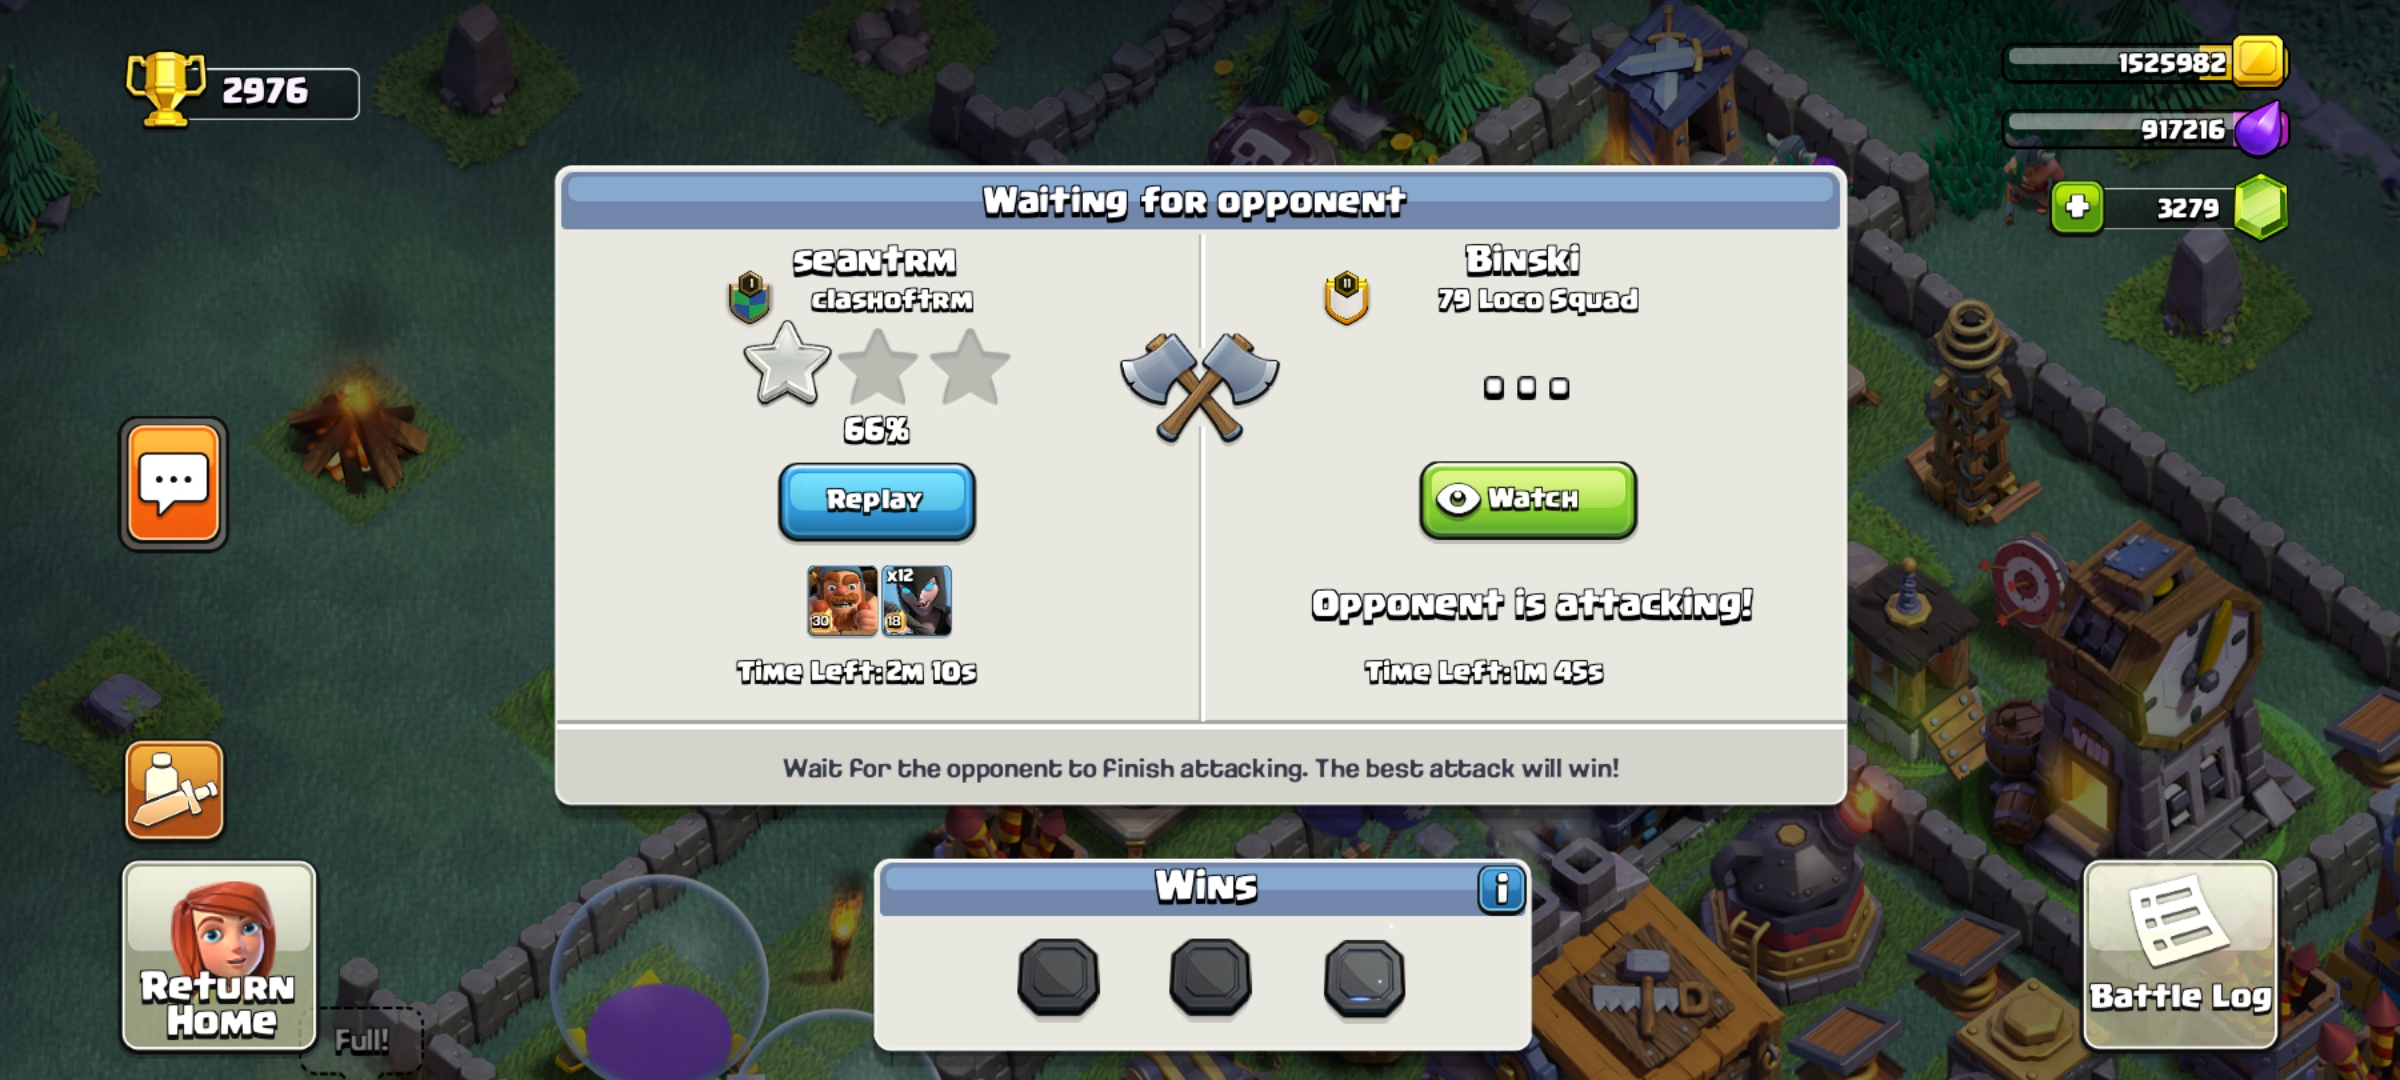 2976
1525982
917216
3279
Waiting for opponent
seantrm
clashoftrm
66%
Replay
x12
30
18
Time Left: 2m 10s
Binski
79 Loco Squad
Watch
Opponent is attacking!
Time Left: 1m 45s
Wait for the opponent to finish attacking. The best attack will win!
Wins
i
Return
Home
Full!
Battle Log
VIII
I
II